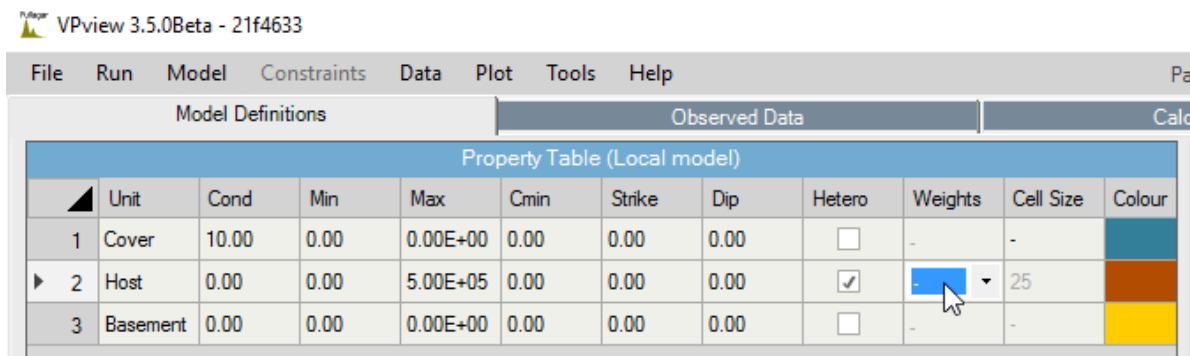 VPview 3.5.0Beta - 21f4633
File Run Model Constraints Data Plot Tools Help Pa
Model Definitions Observed Data Calc
Property Table (Local model)
Unit Cond Min Max Cmin Strike Dip Hetero Weights Cell Size Colour
1 Cover 10.00 0.00 0.00E+00 0.00 0.00 0.00 - -
2 Host 0.00 0.00 5.00E+05 0.00 0.00 0.00 - 25
3 Basement 0.00 0.00 0.00E+00 0.00 0.00 0.00 - -